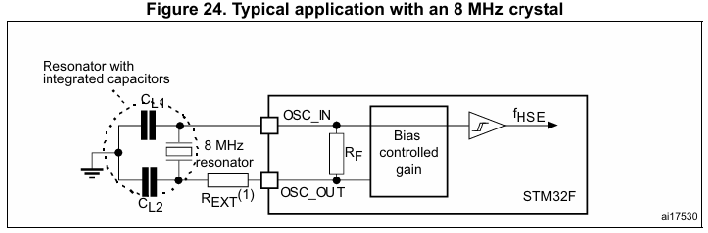 Figure 24. Typical application with an 8 MHz crystal
Resonator with
integrated capacitors
CL1
OSC_IN
fHSE
8 MHz
resonator
RF
Bias
controlled
gain
REXT(1)
OSC_OUT
CL2
STM32F
ai17530